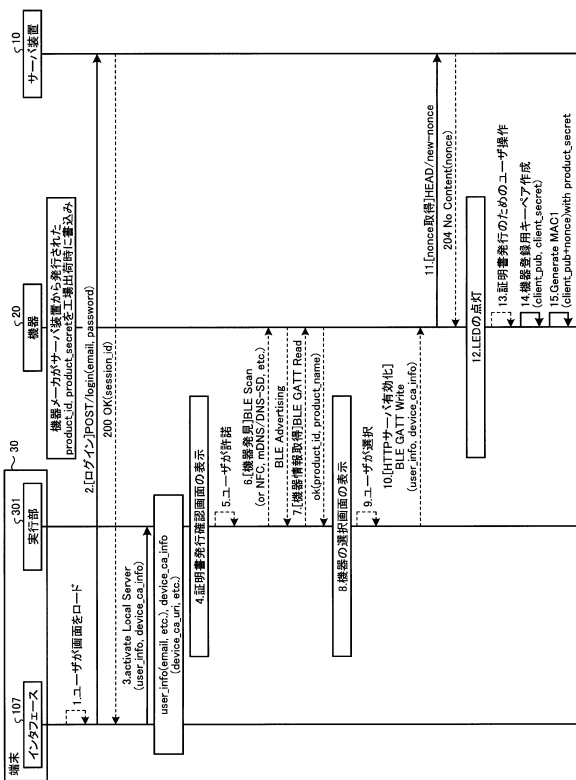 端末
30
107
インタフェース
301
実行部
20
機器
10
サーバ装置
機器メーカがサーバ装置から発行された
product_id, product_secretを工場出荷時に書込み
1.ユーザが画面をロード
2.[ログイン]POST/login(email, password)
200 OK(session_id)
3.activate Local Server
(user_info, device_ca_info)
user_info(email, etc.), device_ca_info
(device_ca_uri, etc.)
4.証明書発行確認画面の表示
5.ユーザが許諾
6.[機器発見]BLE Scan
(or NFC, mDNS/DNS-SD, etc.)
BLE Advertising
7.[機器情報取得]BLE GATT Read
ok(product_id, product_name)
8.機器の選択画面の表示
9.ユーザが選択
10.[HTTPサーバ有効化]
BLE GATT Write
(user_info, device_ca_info)
11.[nonce取得]HEAD/new-nonce
204 No Content(nonce)
12.LEDの点灯
13.証明書発行のためのユーザ操作
14.機器登録用キーペア作成
(client_pub, client_secret)
15.Generate MAC1
(client_pub+nonce)with product_secret